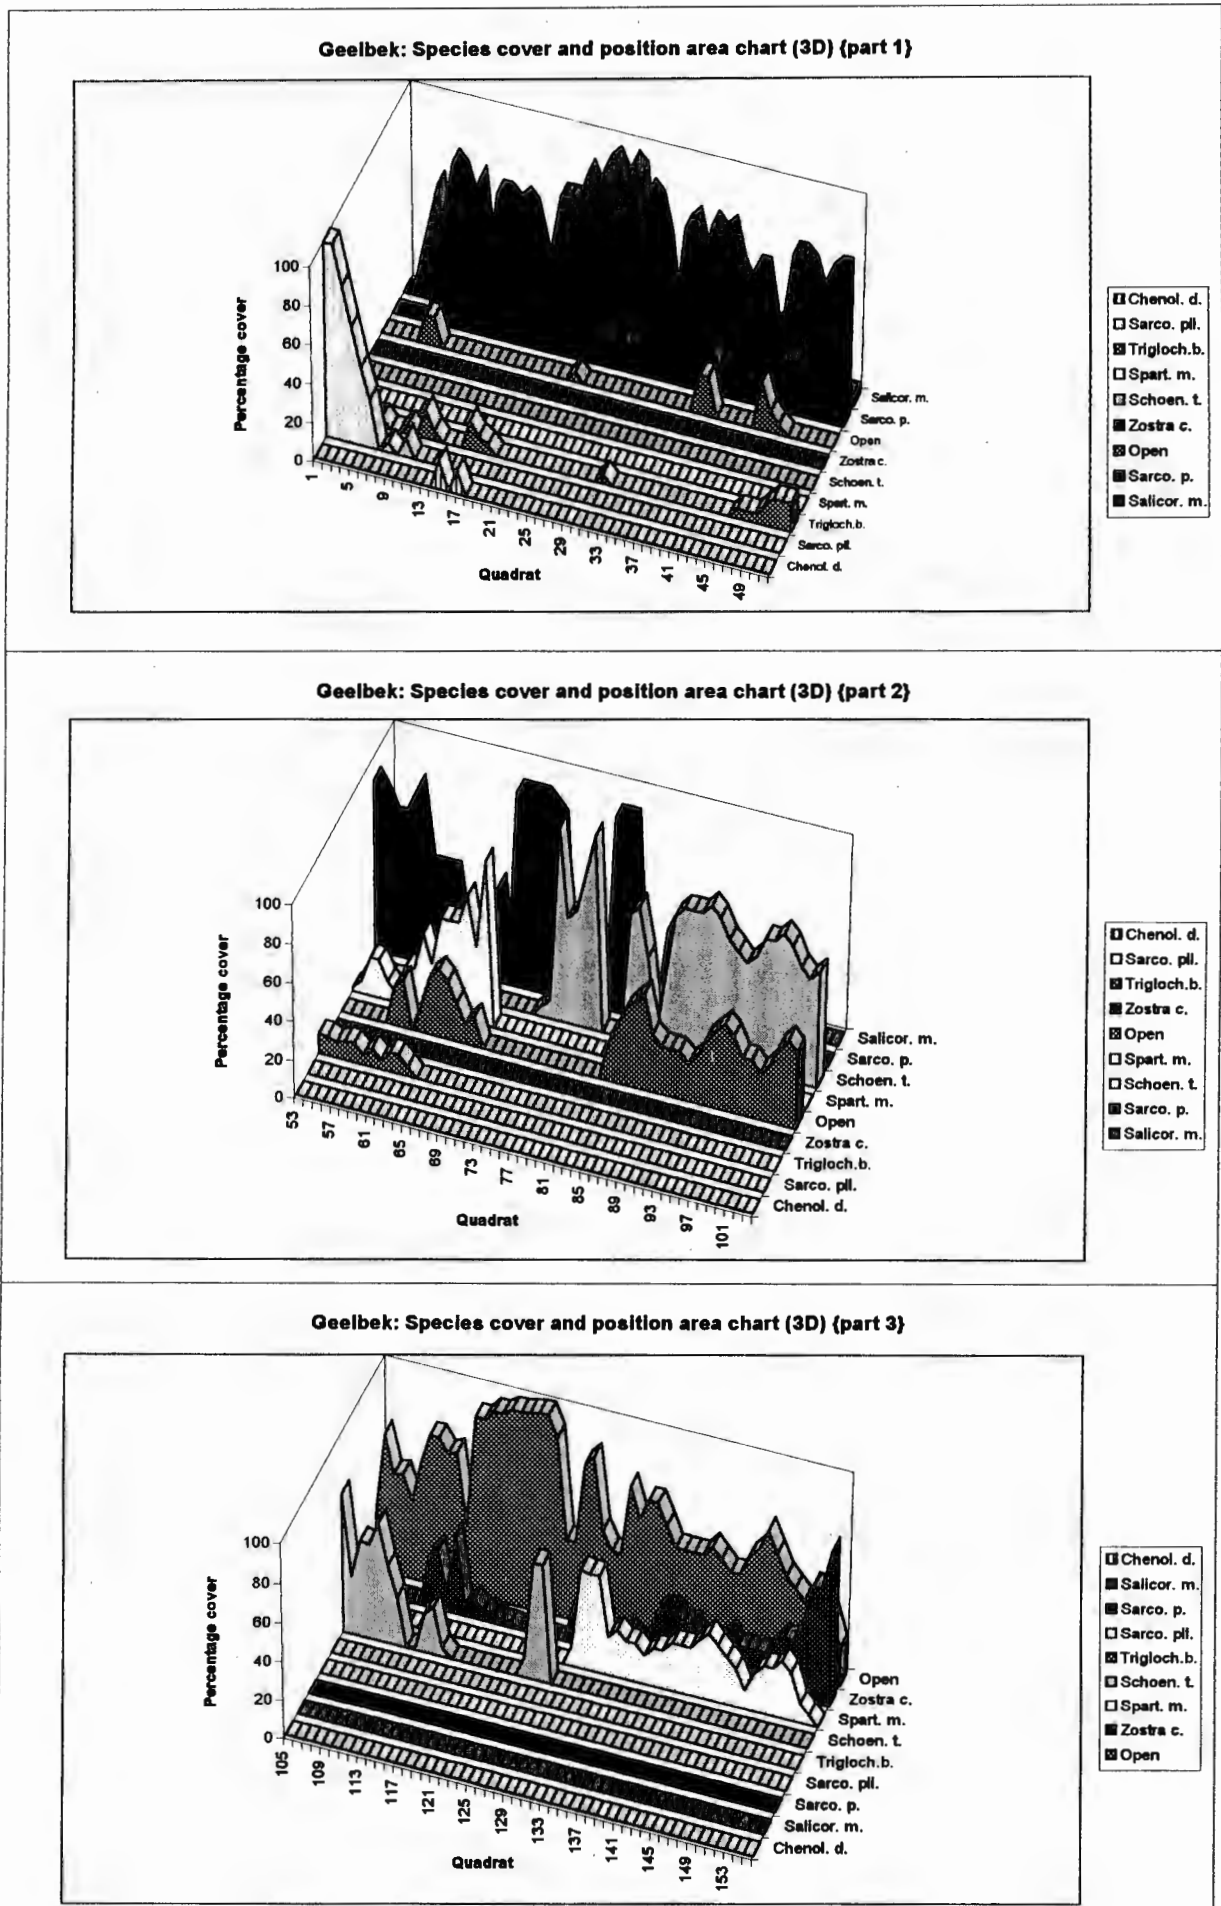 Geelbek: Species cover and position area chart (3D) {part 1}
Percentage cover
100
80
60
40
20
0
1
5
9
13
17
21
25
29
33
37
41
45
49
Quadrat
Salicor. m.
Sarco. p.
Open
Zostra c.
Schoen. t.
Spart. m.
Trigloch.b.
Sarco. pil.
Chenol. d.
Chenol. d.
Sarco. pil.
Trigloch.b.
Spart. m.
Schoen. t.
Zostra c.
Open
Sarco. p.
Salicor. m.
Geelbek: Species cover and position area chart (3D) {part 2}
Percentage cover
100
80
60
40
20
0
53
57
61
65
69
73
77
81
85
89
93
97
101
Quadrat
Salicor. m.
Sarco. p.
Schoen. t.
Spart. m.
Open
Zostra c.
Trigloch.b.
Sarco. pil.
Chenol. d.
Chenol. d.
Sarco. pil.
Trigloch.b.
Zostra c.
Open
Spart. m.
Schoen. t.
Sarco. p.
Salicor. m.
Geelbek: Species cover and position area chart (3D) {part 3}
Percentage cover
100
80
60
40
20
0
105
109
113
117
121
125
129
133
137
141
145
149
153
Quadrat
Open
Zostra c.
Spart. m.
Schoen. t.
Trigloch.b.
Sarco. pil.
Sarco. p.
Salicor. m.
Chenol. d.
Chenol. d.
Salicor. m.
Sarco. p.
Sarco. pil.
Trigloch.b.
Schoen. t.
Spart. m.
Zostra c.
Open